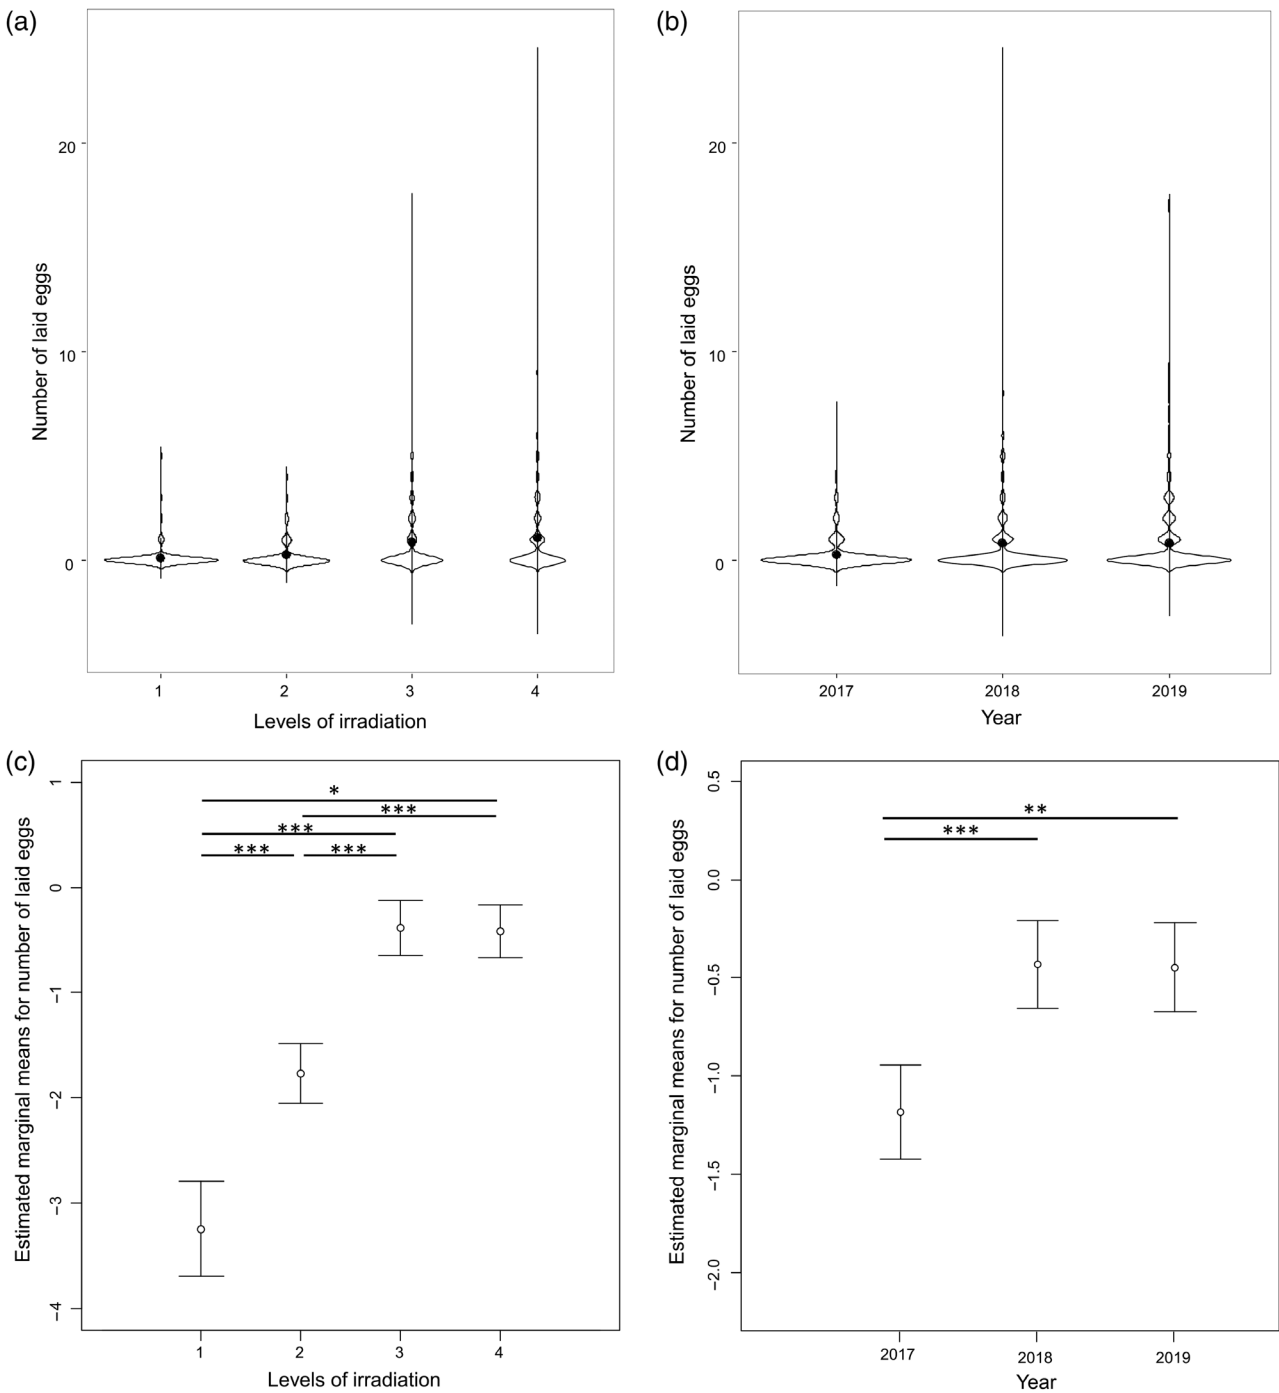 (a)
Number of laid eggs
20
10
0
1 2 3 4
Levels of irradiation
(b)
Number of laid eggs
20
10
0
2017 2018 2019
Year
(c)
Estimated marginal means for number of laid eggs
1
0
−1
−2
−3
−4
*
***
***
*** ***
1 2 3 4
Levels of irradiation
(d)
Estimated marginal means for number of laid eggs
0.5
0.0
−0.5
−1.0
−1.5
−2.0
**
***
2017 2018 2019
Year